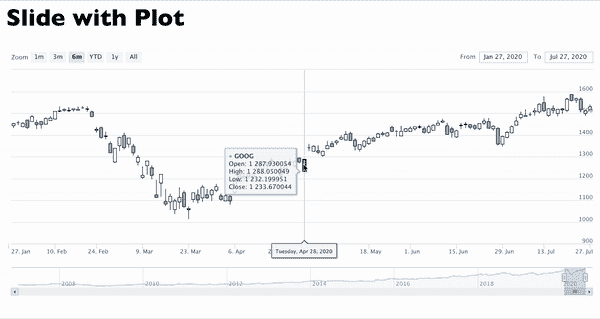 Slide with Plot
Zoom 1m 3m 6m YTD 1y All From Jan 27, 2020 To Jul 27, 2020
1600
1500
1400
1300
1200
1100
1000
900
GOOG
Open: 1 287.930054
High: 1 288.050049
Low: 1 232.199951
Close: 1 233.670044
27. Jan 10. Feb 24. Feb 9. Mar 23. Mar 6. Apr Tuesday, Apr 28, 2020 18. May 1. Jun 15. Jun 29. Jun 13. Jul 27. Jul
2008 2010 2012 2014 2016 2018 2020